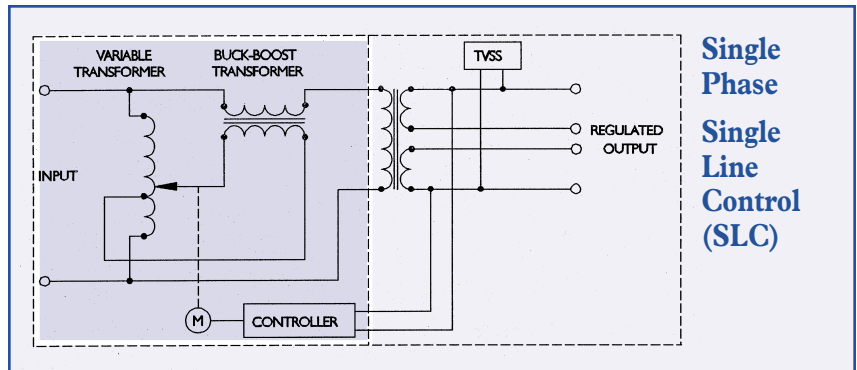 VARIABLE
TRANSFORMER
BUCK-BOOST
TRANSFORMER
TVSS
INPUT
REGULATED
OUTPUT
M
CONTROLLER
Single
Phase
Single
Line
Control
(SLC)